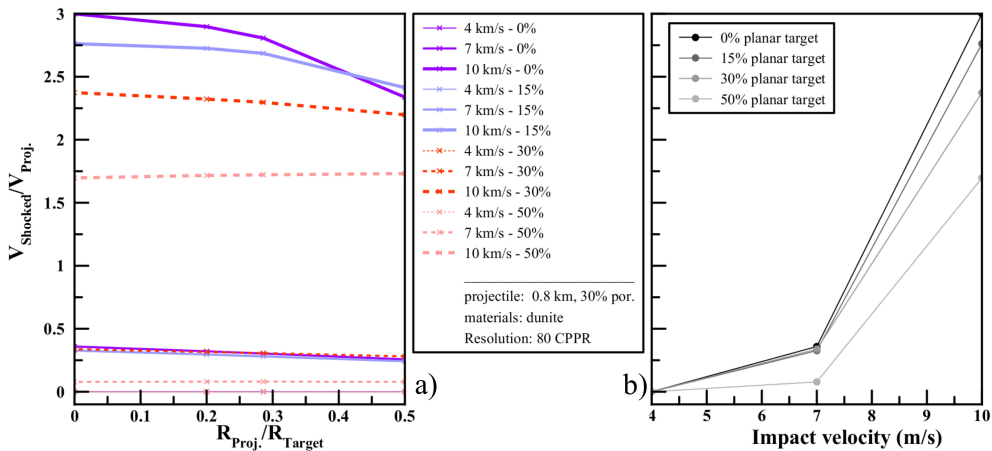 3
2.5
2
1.5
1
0.5
0
V_Shocked/V_Proj.
0 0.1 0.2 0.3 0.4 0.5
R_Proj./R_Target
4 km/s - 0%
7 km/s - 0%
10 km/s - 0%
4 km/s - 15%
7 km/s - 15%
10 km/s - 15%
4 km/s - 30%
7 km/s - 30%
10 km/s - 30%
4 km/s - 50%
7 km/s - 50%
10 km/s - 50%
projectile: 0.8 km, 30% por.
materials: dunite
Resolution: 80 CPPR
a)
b)
0% planar target
15% planar target
30% planar target
50% planar target
4 5 6 7 8 9 10
Impact velocity (m/s)